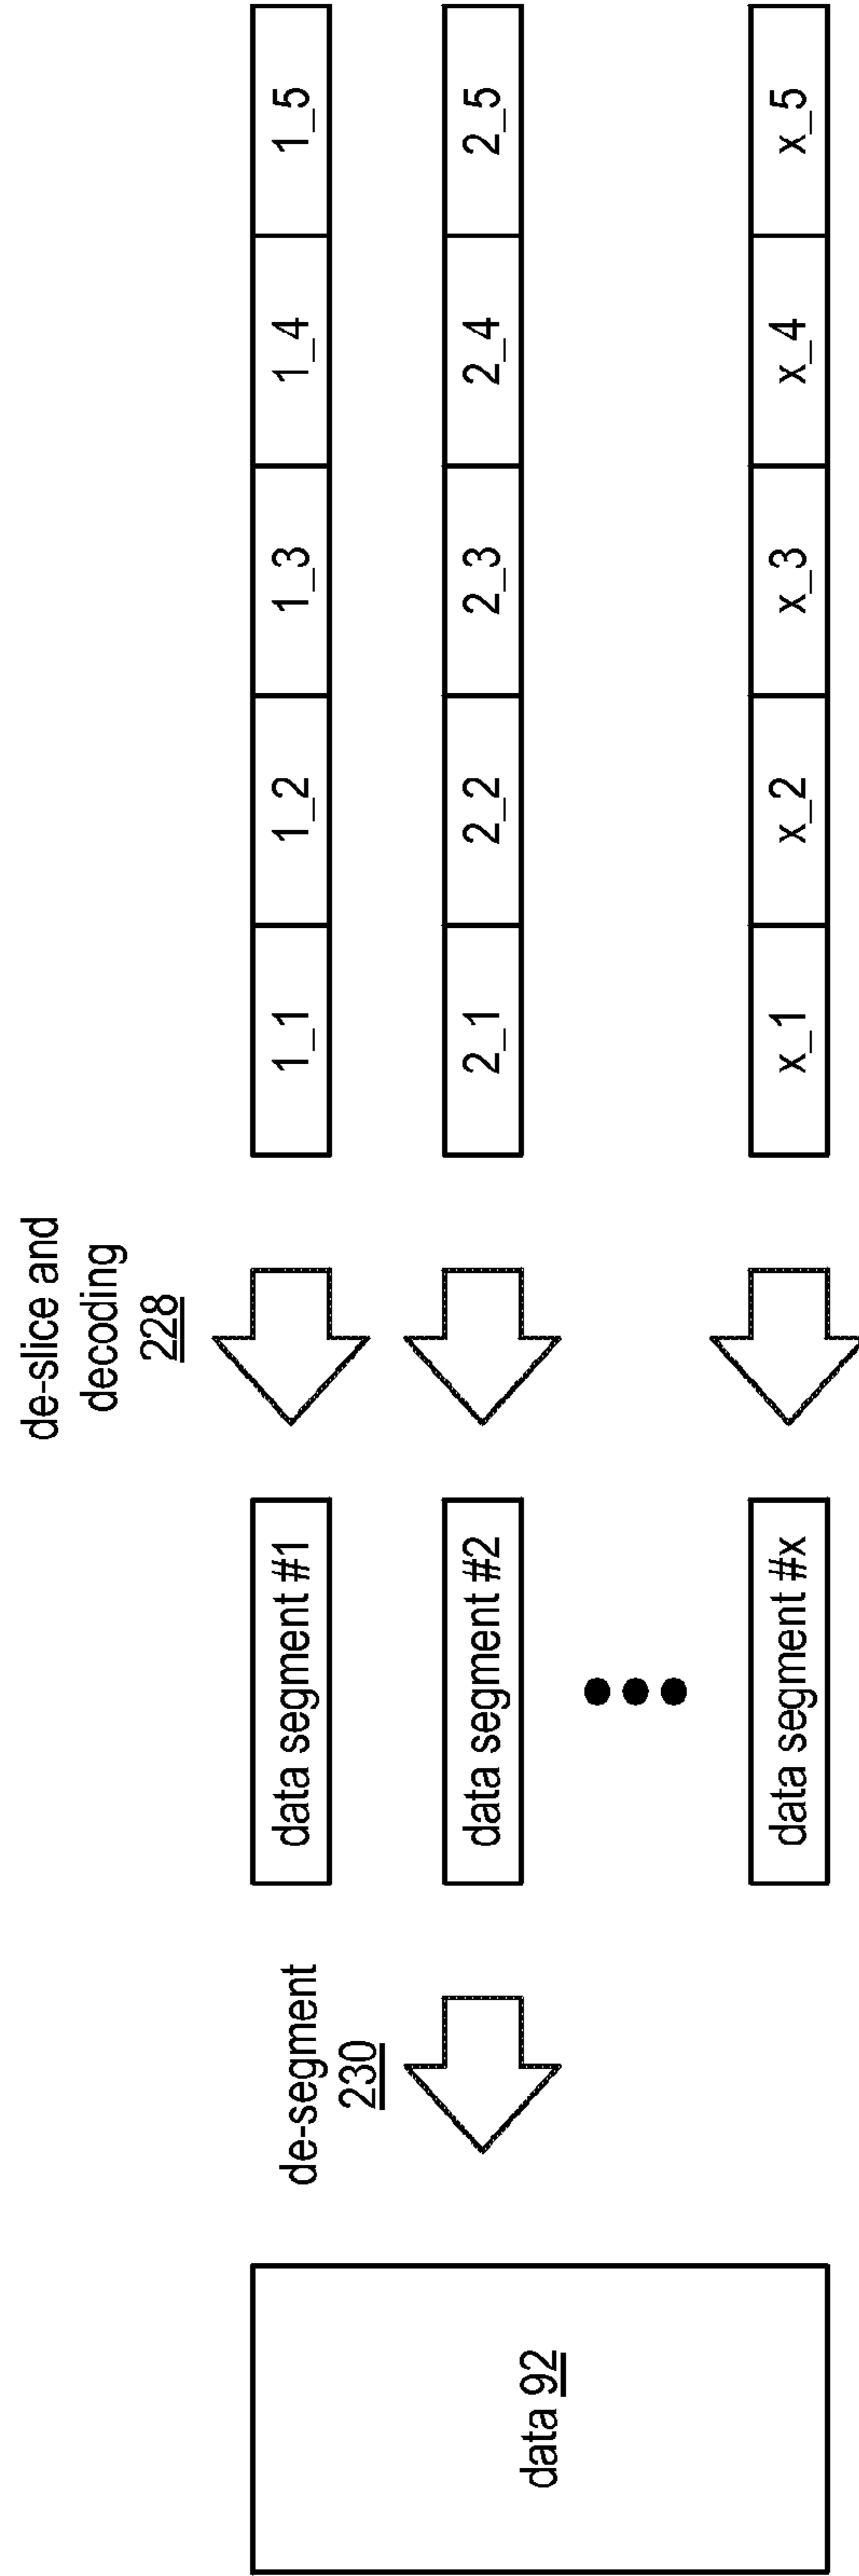 de-slice and
decoding
228
de-segment
230
data 92
data segment #1
1_1
1_2
1_3
1_4
1_5
data segment #2
2_1
2_2
2_3
2_4
2_5
data segment #x
x_1
x_2
x_3
x_4
x_5